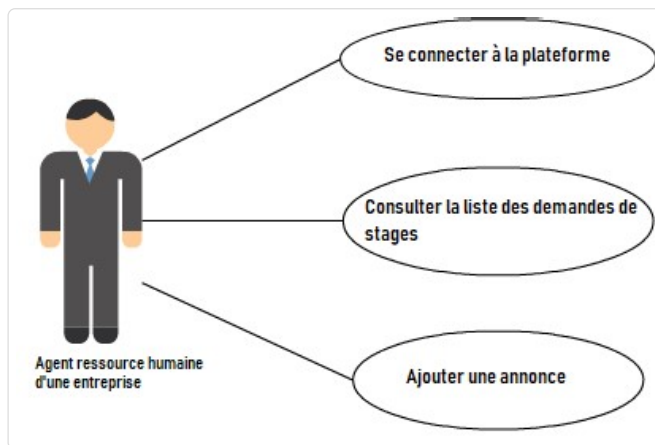 Se connecter à la plateforme
Consulter la liste des demandes de
stages
Ajouter une annonce
Agent ressource humaine
d'une entreprise